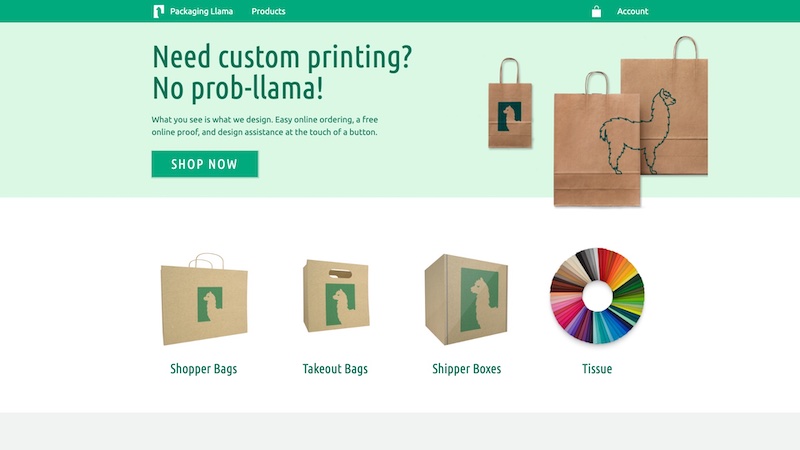 Packaging Llama
Products
Account
Need custom printing?
No prob-llama!
What you see is what we design. Easy online ordering, a free
online proof, and design assistance at the touch of a button.
SHOP NOW
Shopper Bags
Takeout Bags
Shipper Boxes
Tissue